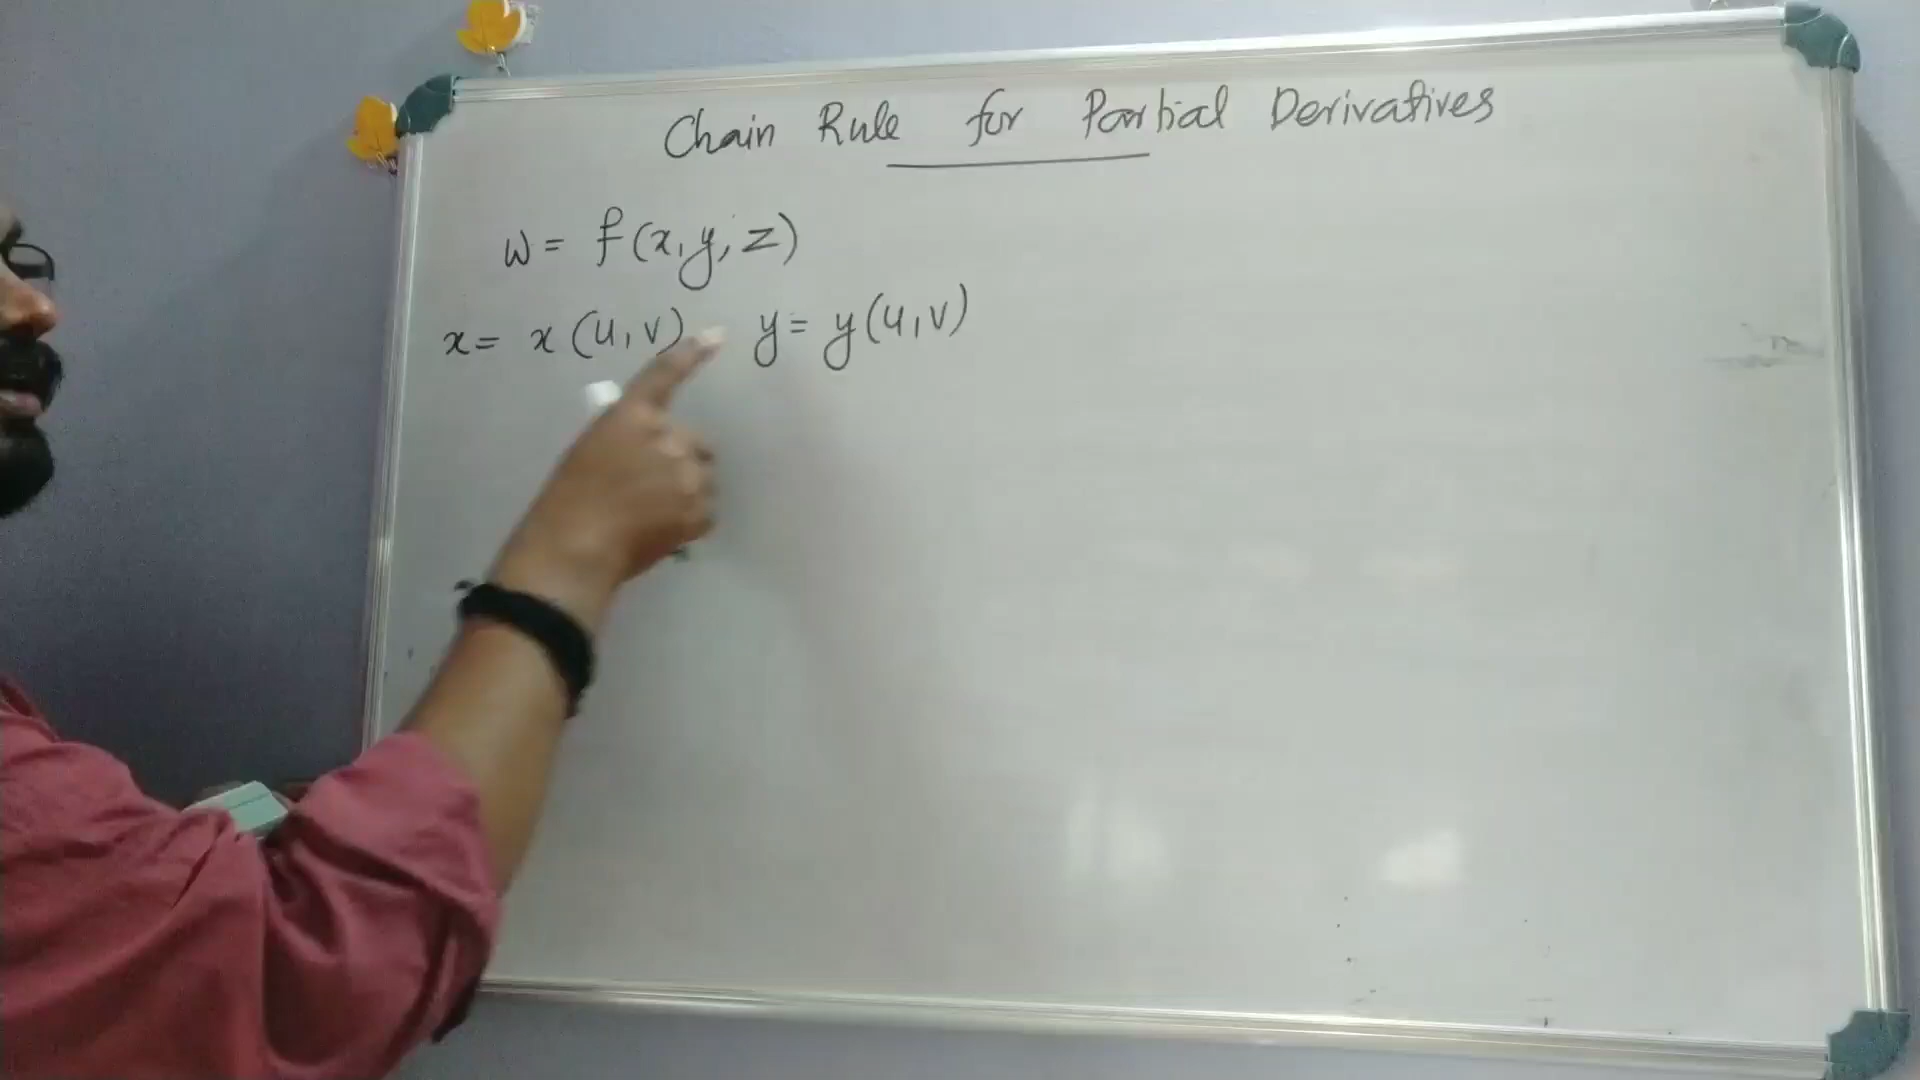 Chain Rule for Partial Derivatives
w = f(x, y, z)
x = x(u, v) y = y(u, v)